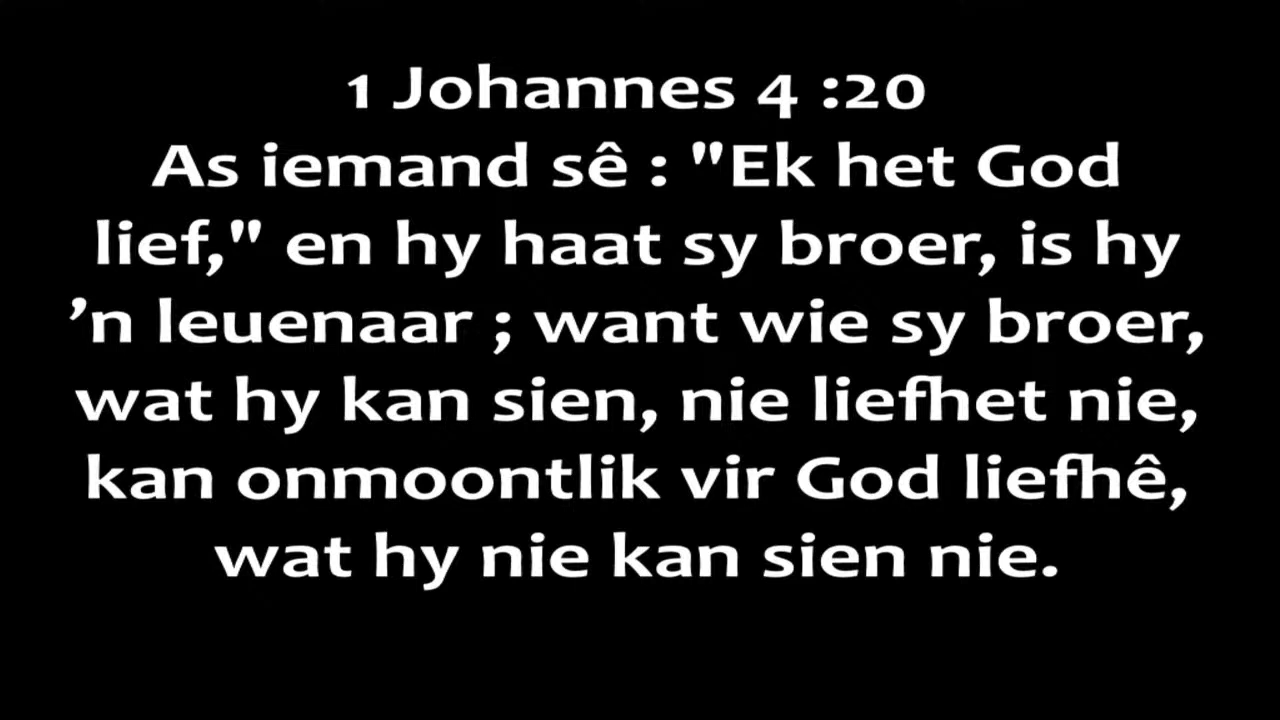 1 Johannes 4 :20
As iemand sê : "Ek het God
lief," en hy haat sy broer, is hy
’n leuenaar ; want wie sy broer,
wat hy kan sien, nie liefhet nie,
kan onmoontlik vir God liefhê,
wat hy nie kan sien nie.